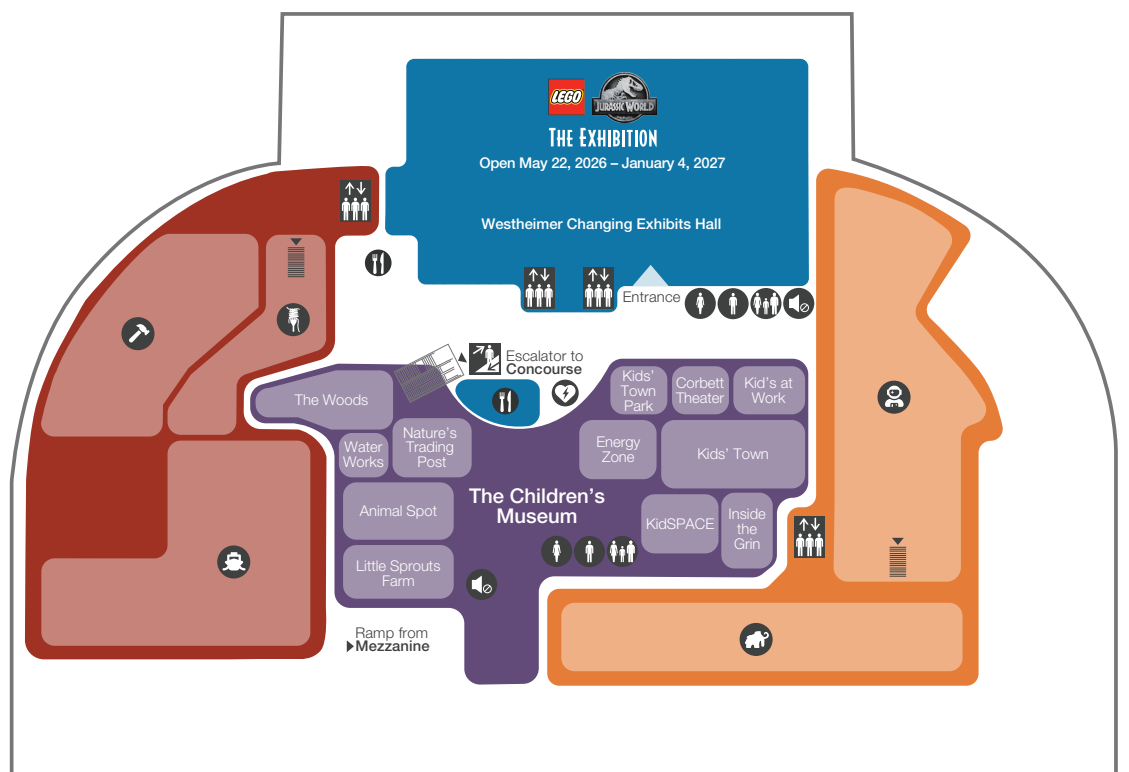 LEGO
JURASSIC WORLD
THE EXHIBITION
Open May 22, 2026 – January 4, 2027
Westheimer Changing Exhibits Hall
Entrance
Escalator to
Concourse
The Woods
Kids'
Town
Park
Corbett
Theater
Kid's at
Work
Water
Works
Nature's
Trading
Post
Energy
Zone
Kids' Town
Animal Spot
The Children's
Museum
KidSPACE
Inside
the
Grin
Little Sprouts
Farm
Ramp from
Mezzanine